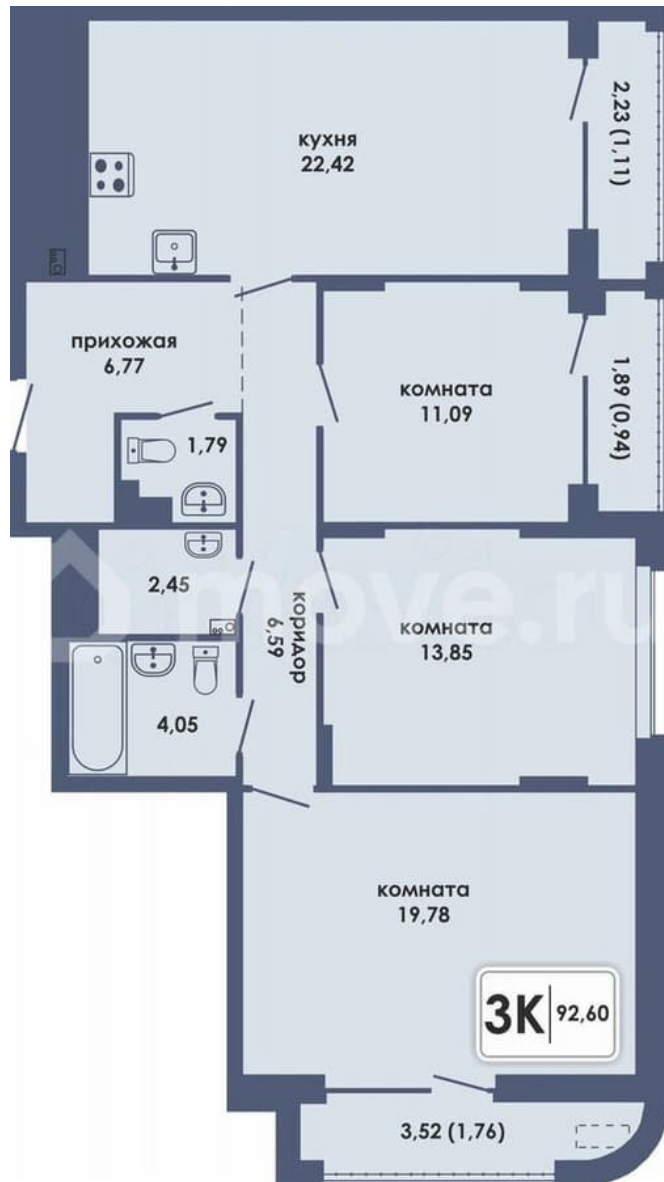 кухня
22,42
2,23 (1,11)
прихожая
6,77
комната
11,09
1,89 (0,94)
1,79
2,45
коридор
6,59
комната
13,85
move.ru
4,05
комната
19,78
3К 92,60
3,52 (1,76)